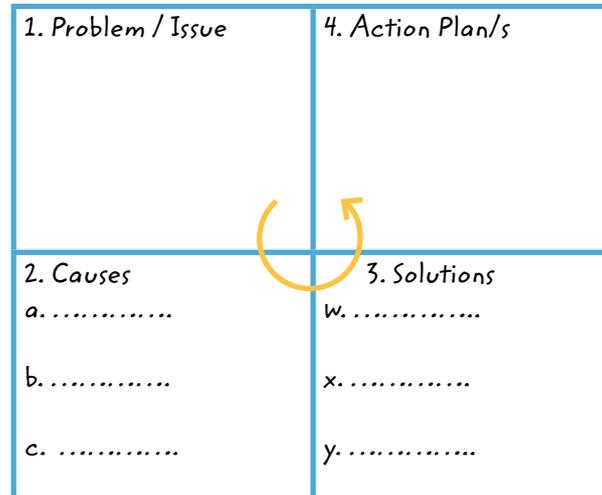 1. Problem / Issue
4. Action Plan/s
2. Causes
a. .............
b. .............
c. .............
3. Solutions
w. ..............
x. .............
y. ..............